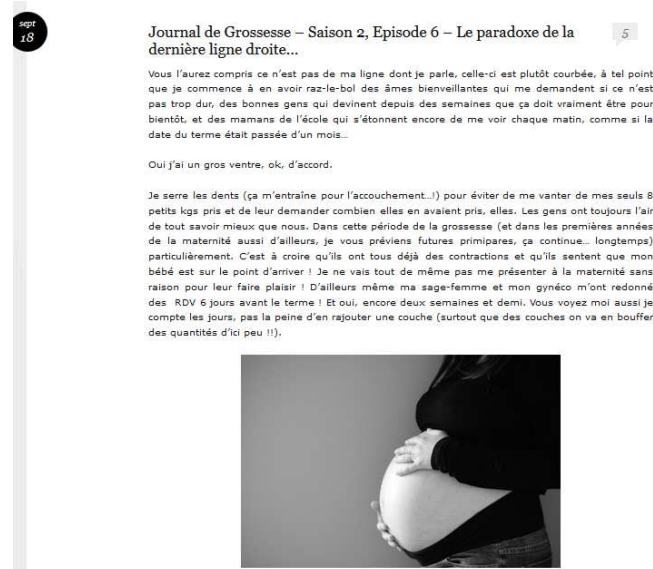 sept
18
Journal de Grossesse – Saison 2, Episode 6 – Le paradoxe de la
dernière ligne droite…
5
Vous l'aurez compris ce n'est pas de ma ligne dont je parle, celle-ci est plutôt courbée, à tel point
que je commence à en avoir raz-le-bol des âmes bienveillantes qui me demandent si ce n'est
pas trop dur, des bonnes gens qui devinent depuis des semaines que ça doit vraiment être pour
bientôt, et des mamans de l'école qui s'étonnent encore de me voir chaque matin, comme si la
date du terme était passée d'un mois…
Oui j'ai un gros ventre, ok, d'accord.
Je serre les dents (ça m'entraîne pour l'accouchement…!) pour éviter de me vanter de mes seuls 8
petits kgs pris et de leur demander combien elles en avaient pris, elles. Les gens ont toujours l'air
de tout savoir mieux que nous. Dans cette période de la grossesse (et dans les premières années
de la maternité aussi d'ailleurs, je vous préviens futures primipares, ça continue… longtemps)
particulièrement. C'est à croire qu'ils ont tous déjà des contractions et qu'ils sentent que mon
bébé est sur le point d'arriver ! Je ne vais tout de même pas me présenter à la maternité sans
raison pour leur faire plaisir ! D'ailleurs même ma sage-femme et mon gynéco m'ont redonné
des RDV 6 jours avant le terme ! Et oui, encore deux semaines et demi. Vous voyez moi aussi je
compte les jours, pas la peine d'en rajouter une couche (surtout que des couches on va en bouffer
des quantités d'ici peu !!).